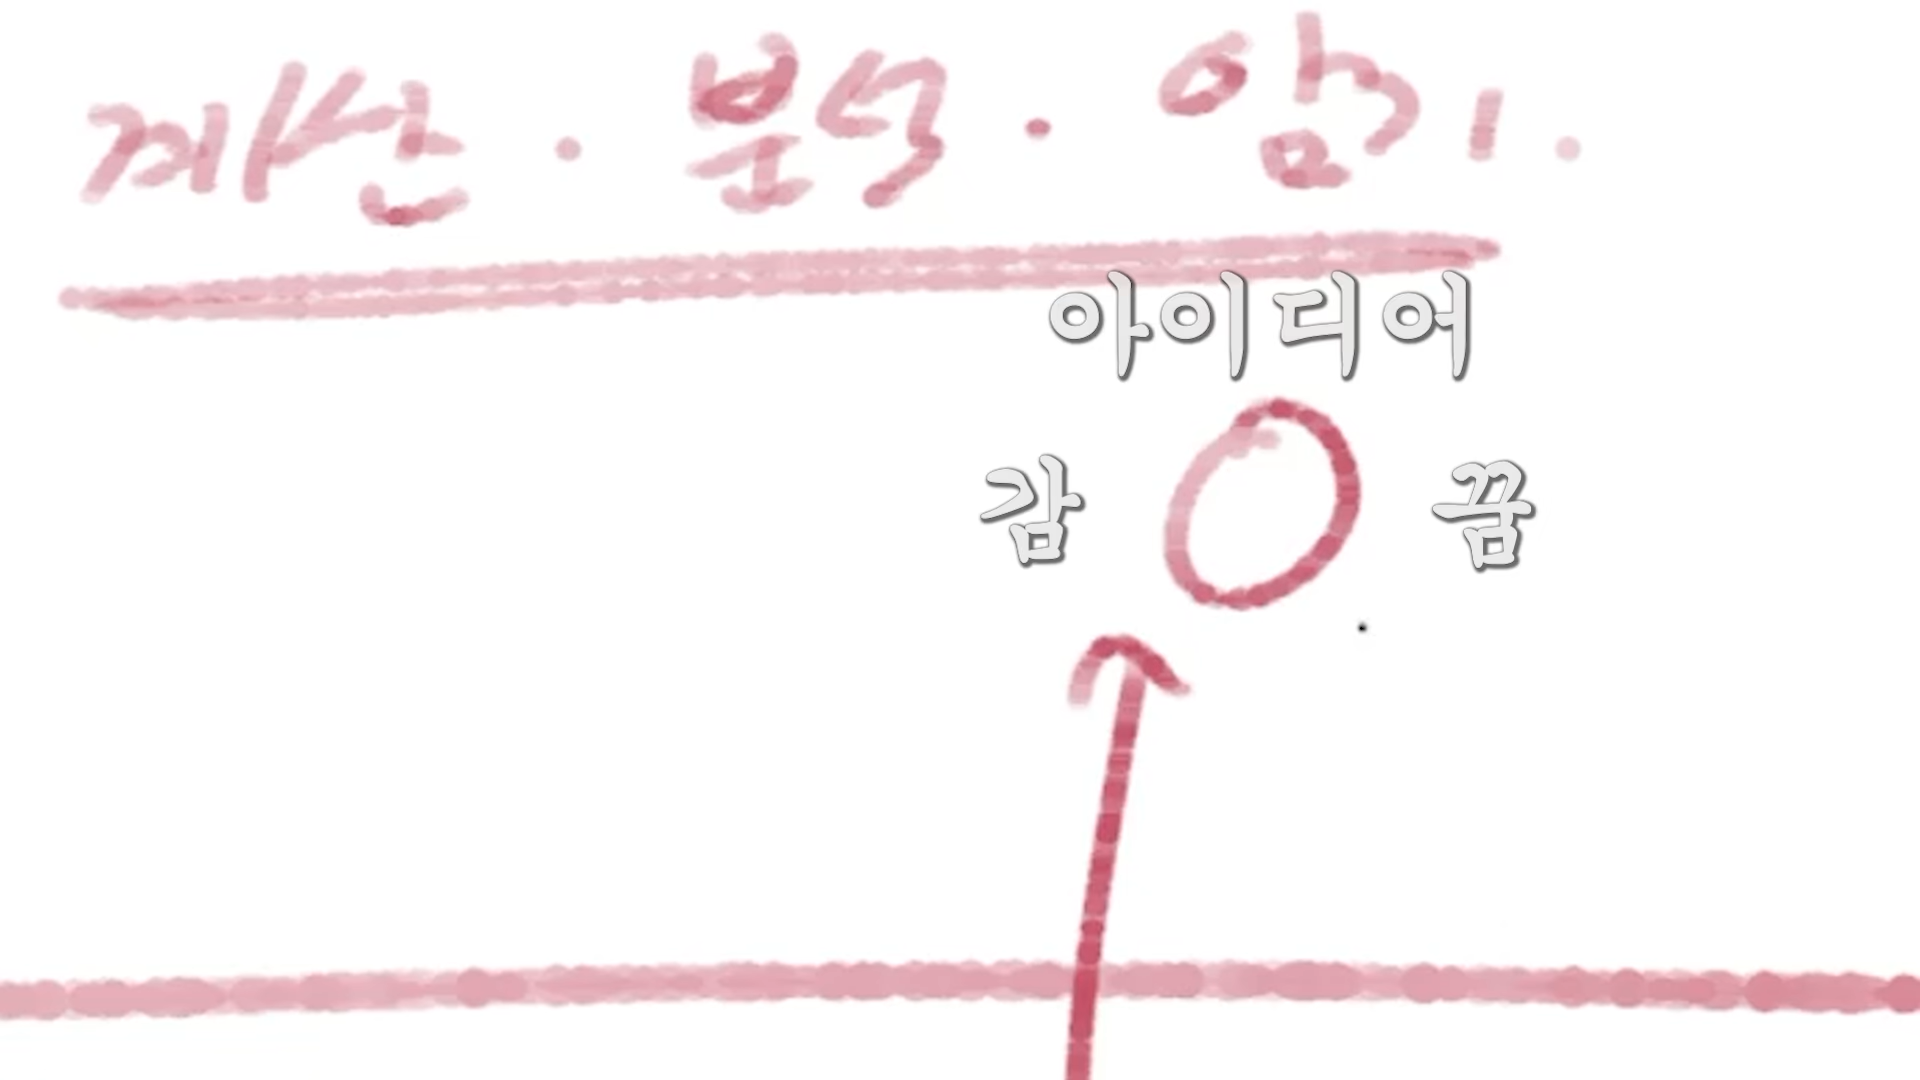 계산 · 분석 · 암기.
아이디어
감 꿈